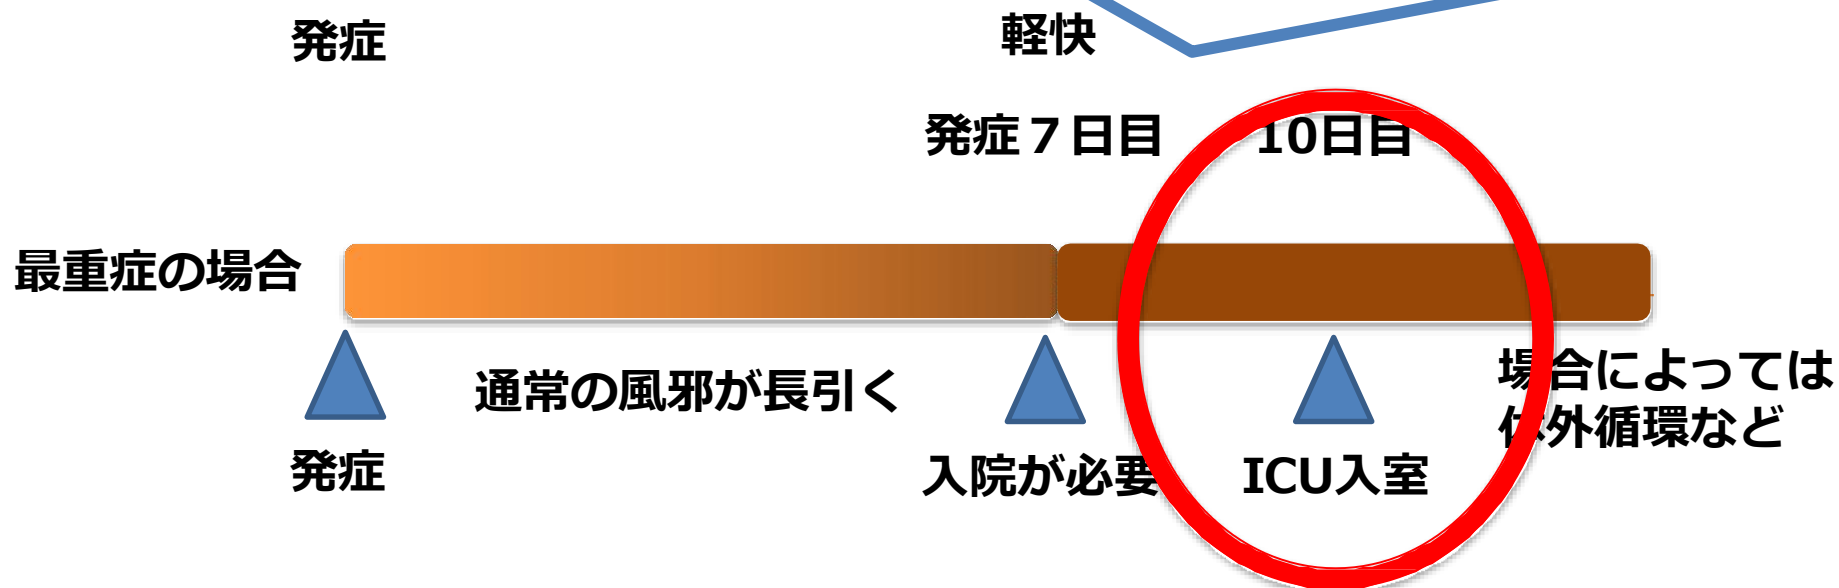 発症
軽快
発症７日目
10日目
最重症の場合
通常の風邪が長引く
場合によっては
体外循環など
発症
入院が必要
ICU入室